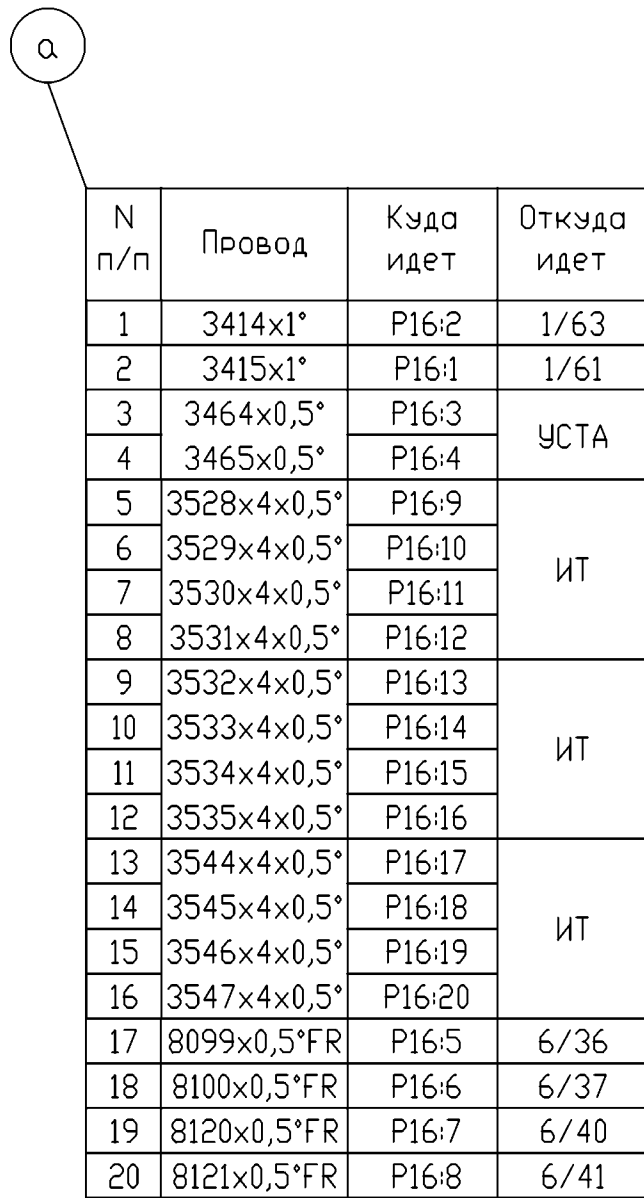 а
N п/п Провод Куда идет Откуда идет
1 3414х1° Р16:2 1/63
2 3415х1° Р16:1 1/61
3 3464х0,5° Р16:3 УСТА
4 3465х0,5° Р16:4
5 3528х4х0,5° Р16:9 ИТ
6 3529х4х0,5° Р16:10
7 3530х4х0,5° Р16:11
8 3531х4х0,5° Р16:12
9 3532х4х0,5° Р16:13 ИТ
10 3533х4х0,5° Р16:14
11 3534х4х0,5° Р16:15
12 3535х4х0,5° Р16:16
13 3544х4х0,5° Р16:17 ИТ
14 3545х4х0,5° Р16:18
15 3546х4х0,5° Р16:19
16 3547х4х0,5° Р16:20
17 8099х0,5°FR Р16:5 6/36
18 8100х0,5°FR Р16:6 6/37
19 8120х0,5°FR Р16:7 6/40
20 8121х0,5°FR Р16:8 6/41